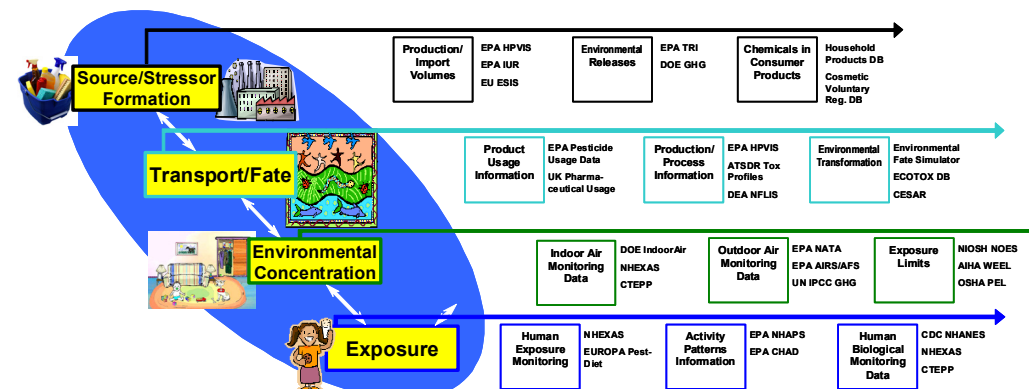 Source/Stressor
Formation
Production/
Import
Volumes
EPA HPVIS
EPA IUR
EU ESIS
Environmental
Releases
EPA TRI
DOE GHG
Chemicals in
Consumer
Products
Household
Products DB
Cosmetic
Voluntary
Reg. DB
Transport/Fate
Product
Usage
Information
EPA Pesticide
Usage Data
UK Pharma-
ceutical Usage
Production/
Process
Information
EPA HPVIS
ATSDR Tox
Profiles
DEA NFLIS
Environmental
Transformation
Environmental
Fate Simulator
ECOTOX DB
CESAR
Environmental
Concentration
Indoor Air
Monitoring
Data
DOE IndoorAir
NHEXAS
CTEPP
Outdoor Air
Monitoring
Data
EPA NATA
EPA AIRS/AFS
UN IPCC GHG
Exposure
Limits
NIOSH NOES
AIHA WEEL
OSHA PEL
Exposure
Human
Exposure
Monitoring
NHEXAS
EUROPA Pest-
Diet
Activity
Patterns
Information
EPA NHAPS
EPA CHAD
Human
Biological
Monitoring
Data
CDC NHANES
NHEXAS
CTEPP